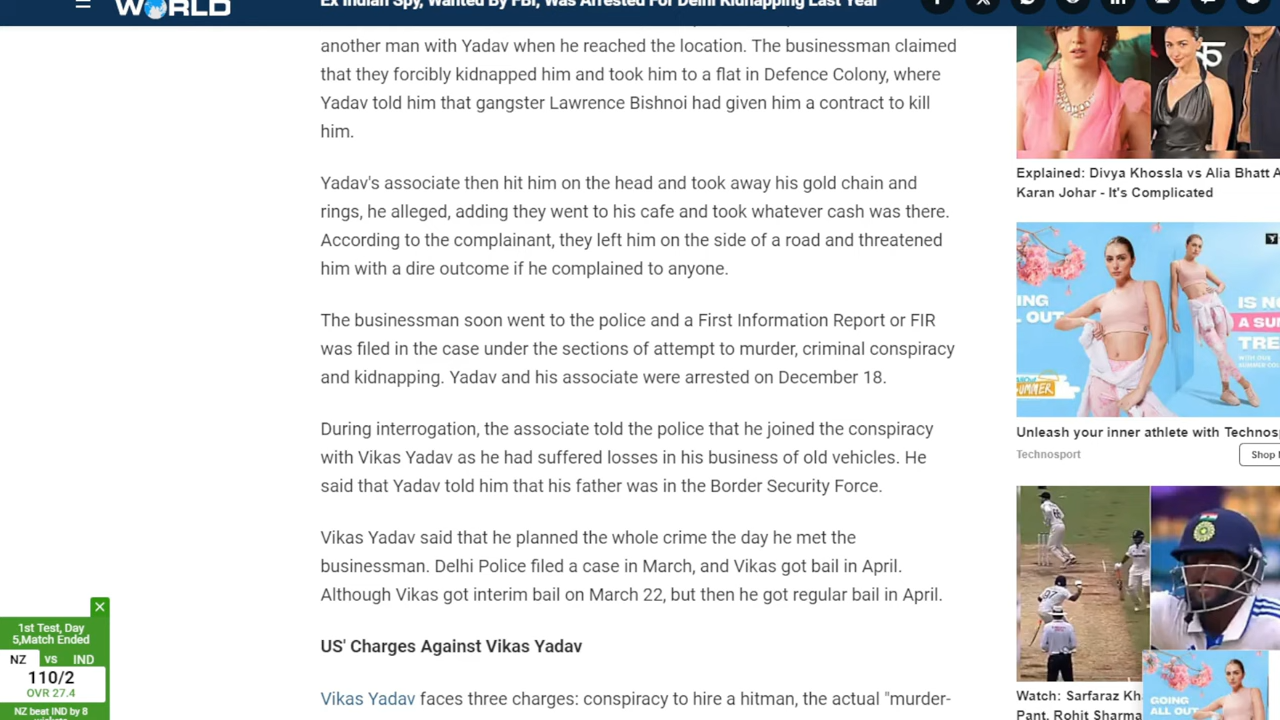 WORLD
Ex Indian Spy, Wanted By FBI, Was Arrested For Delhi Kidnapping Last Year
another man with Yadav when he reached the location. The businessman claimed
that they forcibly kidnapped him and took him to a flat in Defence Colony, where
Yadav told him that gangster Lawrence Bishnoi had given him a contract to kill
him.
Yadav's associate then hit him on the head and took away his gold chain and
rings, he alleged, adding they went to his cafe and took whatever cash was there.
According to the complainant, they left him on the side of a road and threatened
him with a dire outcome if he complained to anyone.
The businessman soon went to the police and a First Information Report or FIR
was filed in the case under the sections of attempt to murder, criminal conspiracy
and kidnapping. Yadav and his associate were arrested on December 18.
During interrogation, the associate told the police that he joined the conspiracy
with Vikas Yadav as he had suffered losses in his business of old vehicles. He
said that Yadav told him that his father was in the Border Security Force.
Vikas Yadav said that he planned the whole crime the day he met the
businessman. Delhi Police filed a case in March, and Vikas got bail in April.
Although Vikas got interim bail on March 22, but then he got regular bail in April.
US' Charges Against Vikas Yadav
Vikas Yadav faces three charges: conspiracy to hire a hitman, the actual "murder-
Explained: Divya Khossla vs Alia Bhatt A
Karan Johar - It's Complicated
ING
OUT
IS NO
A SU
TRE
SUMMER
Unleash your inner athlete with Technosp
Technosport
Shop
Watch: Sarfaraz Kh
Pant, Rohit Sharma
GOING
ALL OUT
1st Test, Day
5,Match Ended
NZ vs IND
110/2
OVR 27.4
NZ beat IND by 8